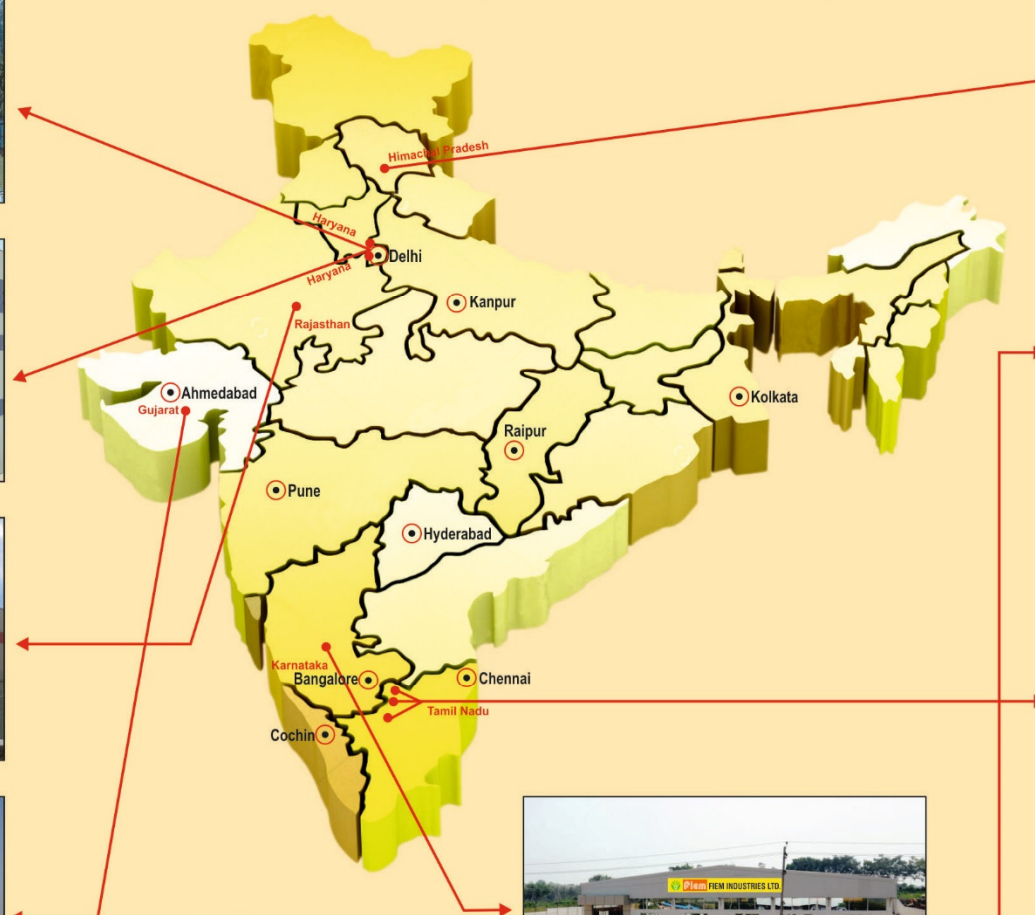 Himachal Pradesh
Haryana
Delhi
Haryana
Kanpur
Rajasthan
Ahmedabad
Gujarat
Kolkata
Raipur
Pune
Hyderabad
Karnataka
Bangalore
Chennai
Tamil Nadu
Cochin
Fiem FIEM INDUSTRIES LTD.